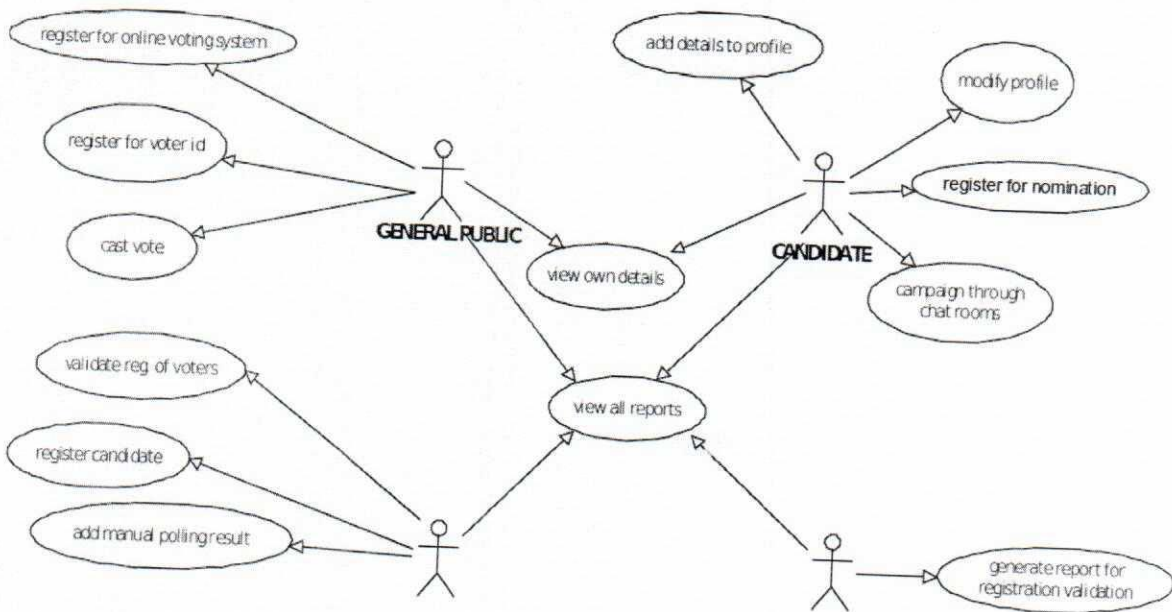 register for online voting system
add details to profile
modify profile
register for voter id
register for nomination
GENERAL PUBLIC
CANDIDATE
cast vote
view own details
campaign through
chat rooms
validate reg. of voters
view all reports
register candidate
add manual polling result
generate report for
registration validation